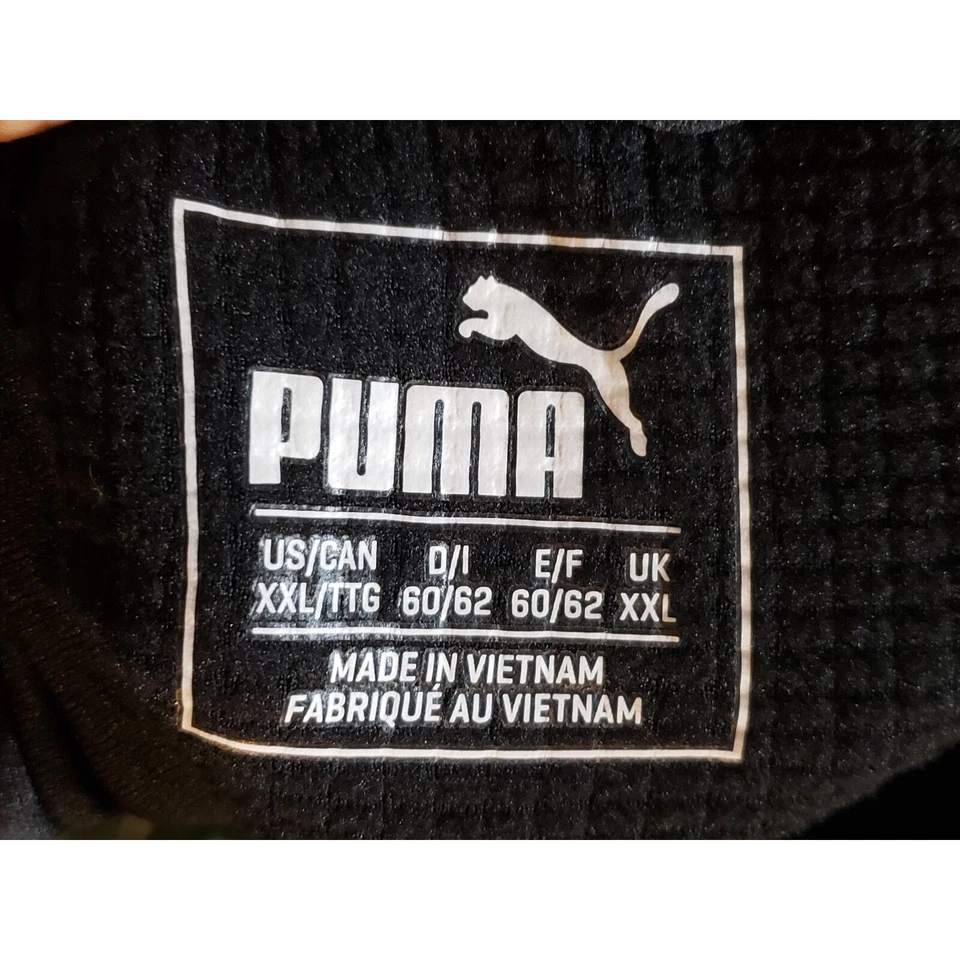 PUMA
US/CAN D/I E/F UK
XXL/TTG 60/62 60/62 XXL
MADE IN VIETNAM
FABRIQUÉ AU VIETNAM